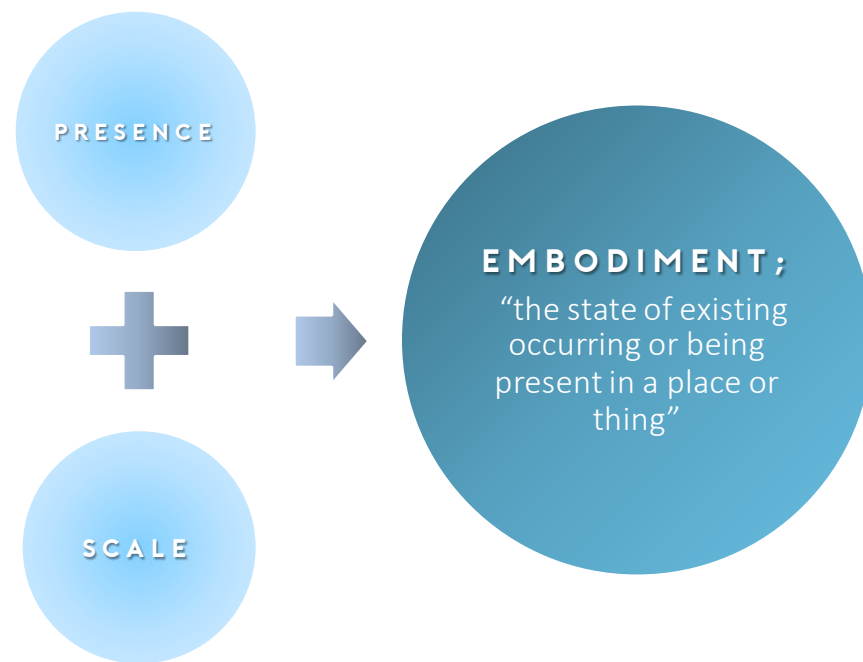 PRESENCE
SCALE
EMBODIMENT;
“the state of existing
occurring or being
present in a place or
thing”